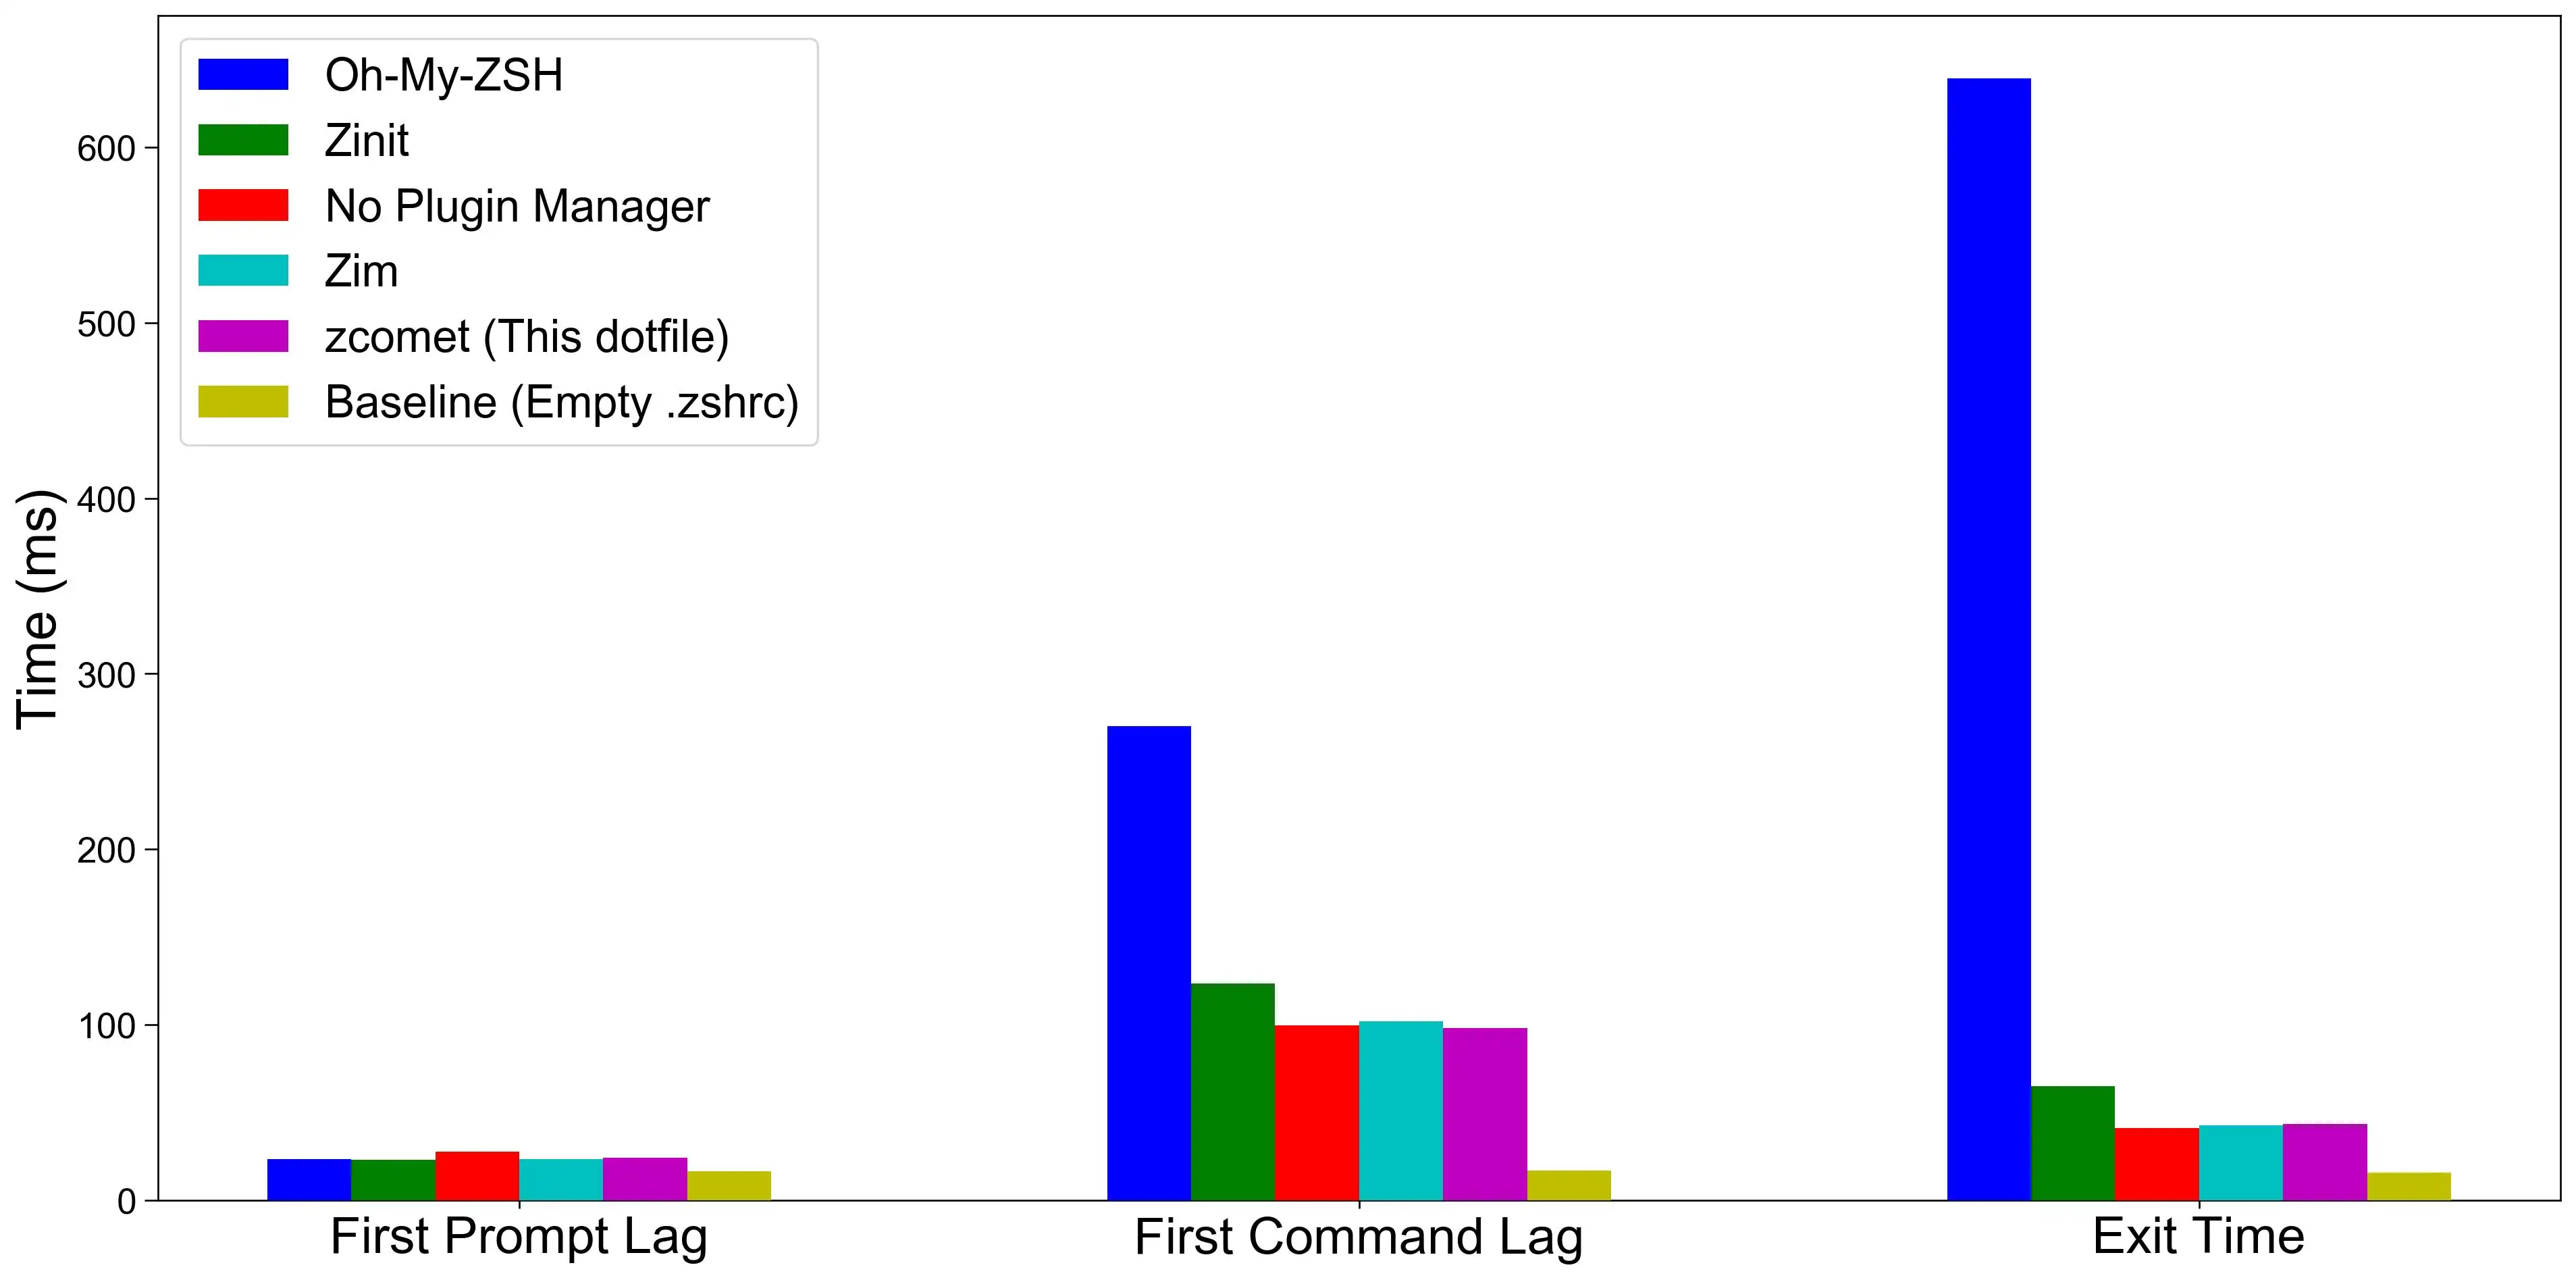 Oh-My-ZSH
Zinit
No Plugin Manager
Zim
zcomet (This dotfile)
Baseline (Empty .zshrc)
Time (ms)
600
500
400
300
200
100
0
First Prompt Lag
First Command Lag
Exit Time